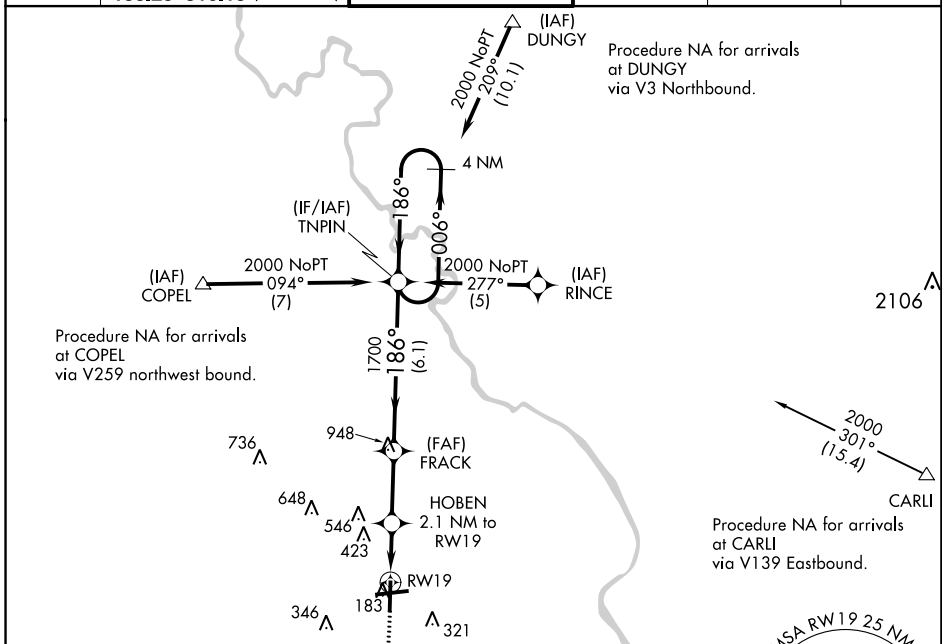 (IAF)
DUNGY
2000 NoPT
209°
(10.1)
Procedure NA for arrivals
at DUNGY
via V3 Northbound.
4 NM
186°
006°
(IF/IAF)
TNPIN
(IAF)
COPEL
2000 NoPT
094°
(7)
2000 NoPT
277°
(5)
(IAF)
RINCE
2106
Procedure NA for arrivals
at COPEL
via V259 northwest bound.
1700
186°
(6.1)
2000
301°
(15.4)
CARLI
736
948
(FAF)
FRACK
648
546
423
HOBEN
2.1 NM to
RW19
Procedure NA for arrivals
at CARLI
via V139 Eastbound.
RW19
183
346
321
MSA RW19 25 NM